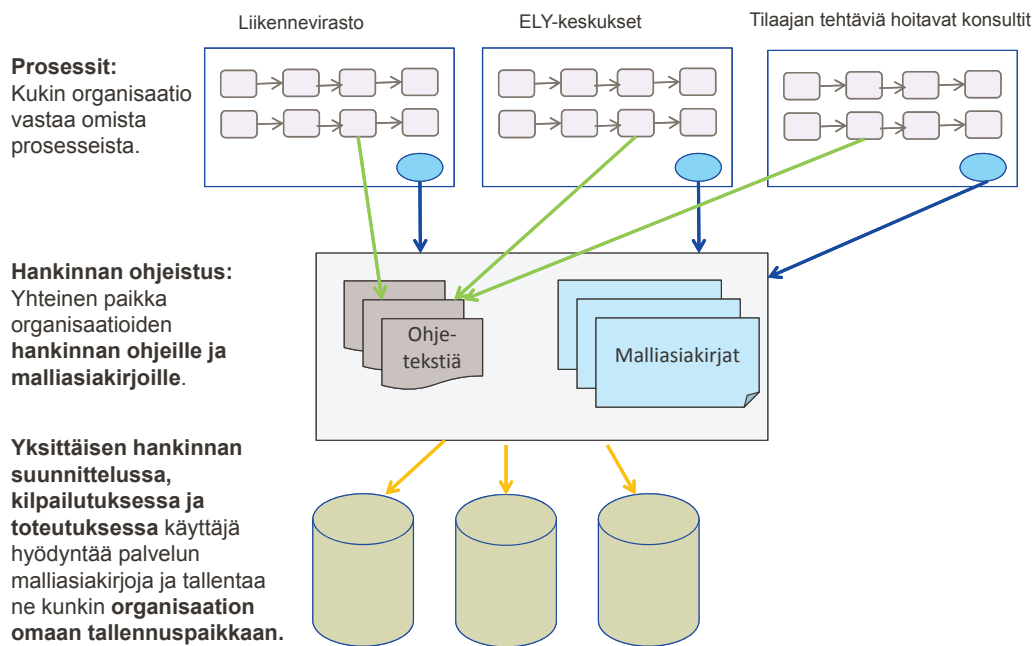 Liikennevirasto
ELY-keskukset
Tilaajan tehtäviä hoitavat konsultit
Prosessit:
Kukin organisaatio
vastaa omista
prosesseista.
Hankinnan ohjeistus:
Yhteinen paikka
organisaatioiden
hankinnan ohjeille ja
malliasiakirjoille.
Ohje-
tekstiä
Malliasiakirjat
Yksittäisen hankinnan
suunnittelussa,
kilpailutuksessa ja
toteutuksessa käyttäjä
hyödyntää palvelun
malliasiakirjoja ja tallentaa
ne kunkin organisaation
omaan tallennuspaikkaan.